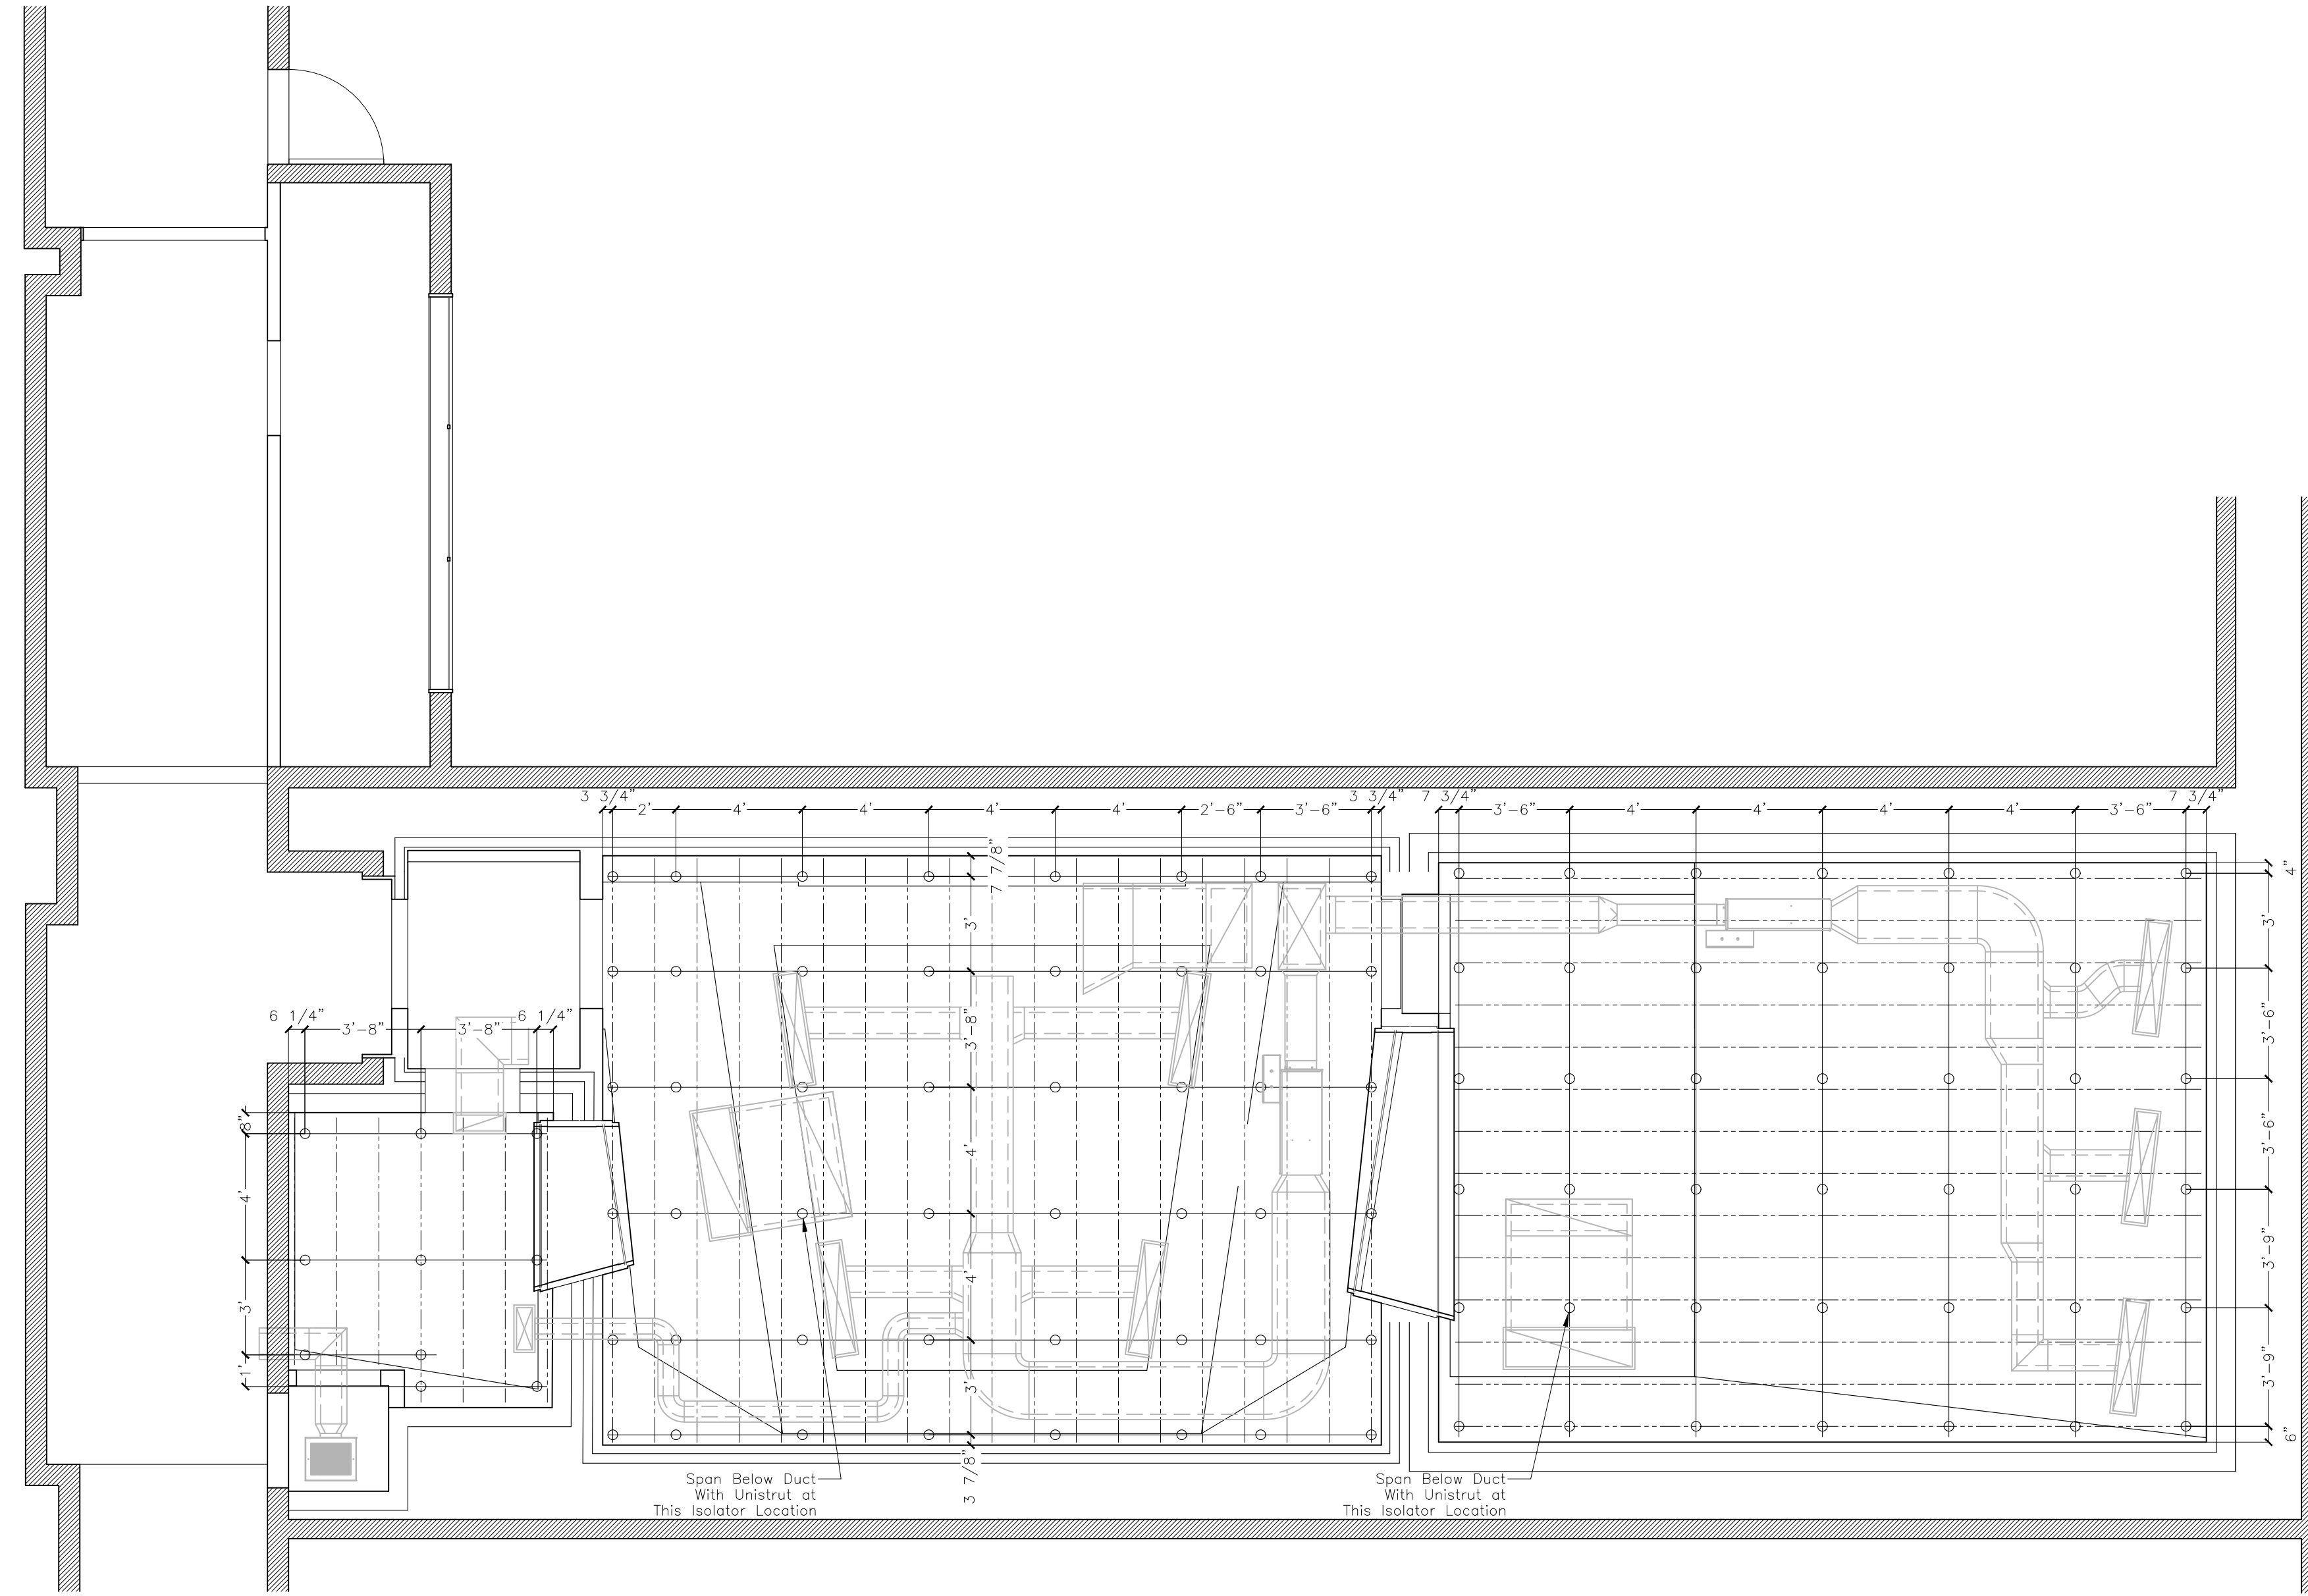 3 3/4" 2' 4' 4' 4' 4' 2'-6" 3'-6" 3 3/4"
7 3/4" 3'-6" 4' 4' 4' 4' 3'-6" 7 3/4"
7 7/8"
3'
3'-8"
4'
4'
3'
3 7/8"
4"
3'
3'-6"
3'-6"
3'-9"
3'-9"
6"
6 1/4" 3'-8" 3'-8" 6 1/4"
8"
4'
3'
1'
Span Below Duct
With Unistrut at
This Isolator Location
Span Below Duct
With Unistrut at
This Isolator Location